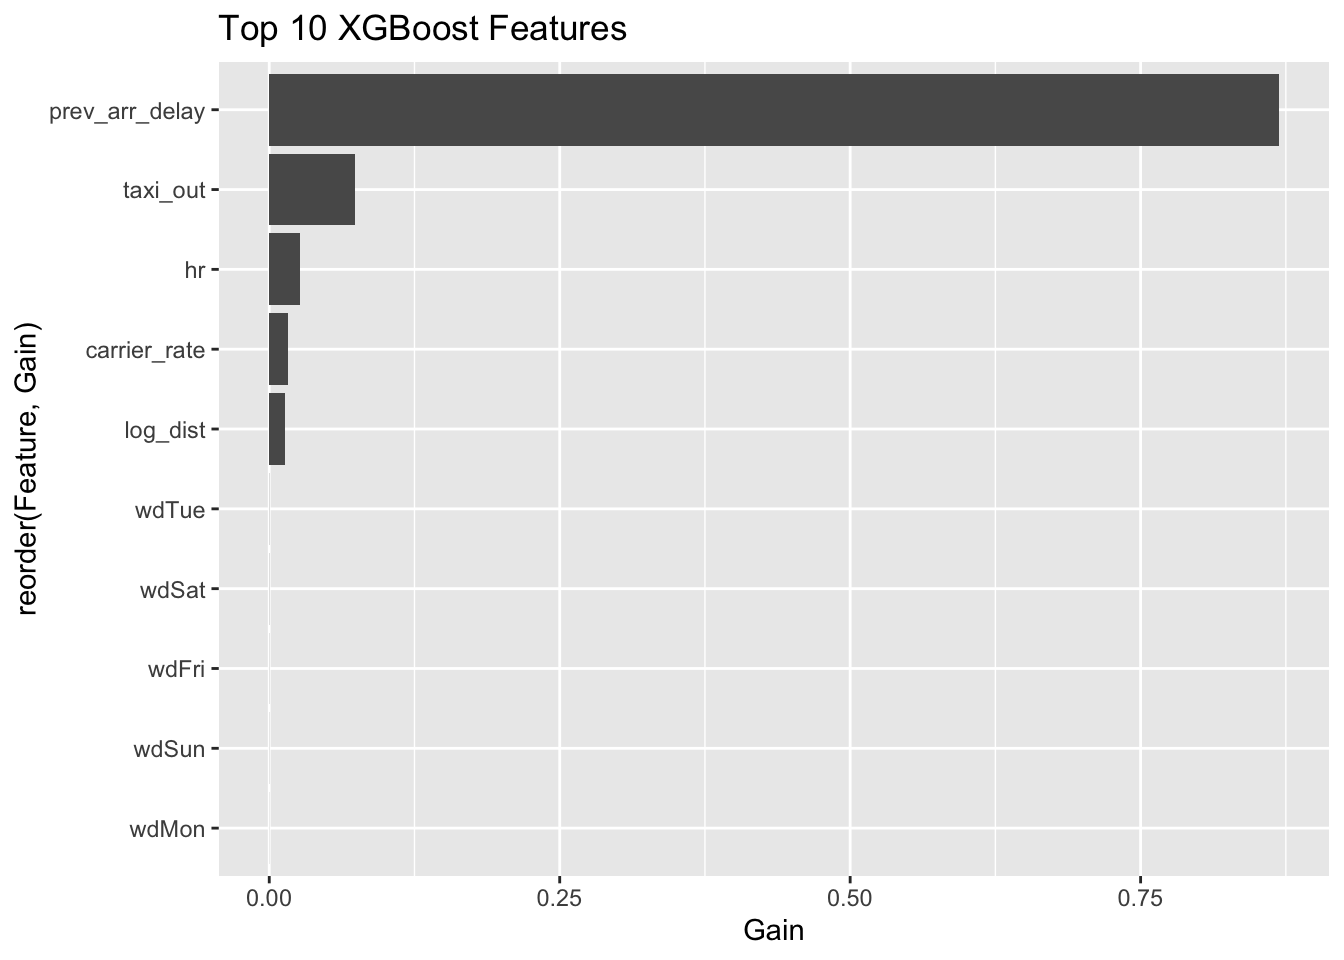 Top 10 XGBoost Features
reorder(Feature, Gain)
prev_arr_delay
taxi_out
hr
carrier_rate
log_dist
wdTue
wdSat
wdFri
wdSun
wdMon
0.00 0.25 0.50 0.75
Gain